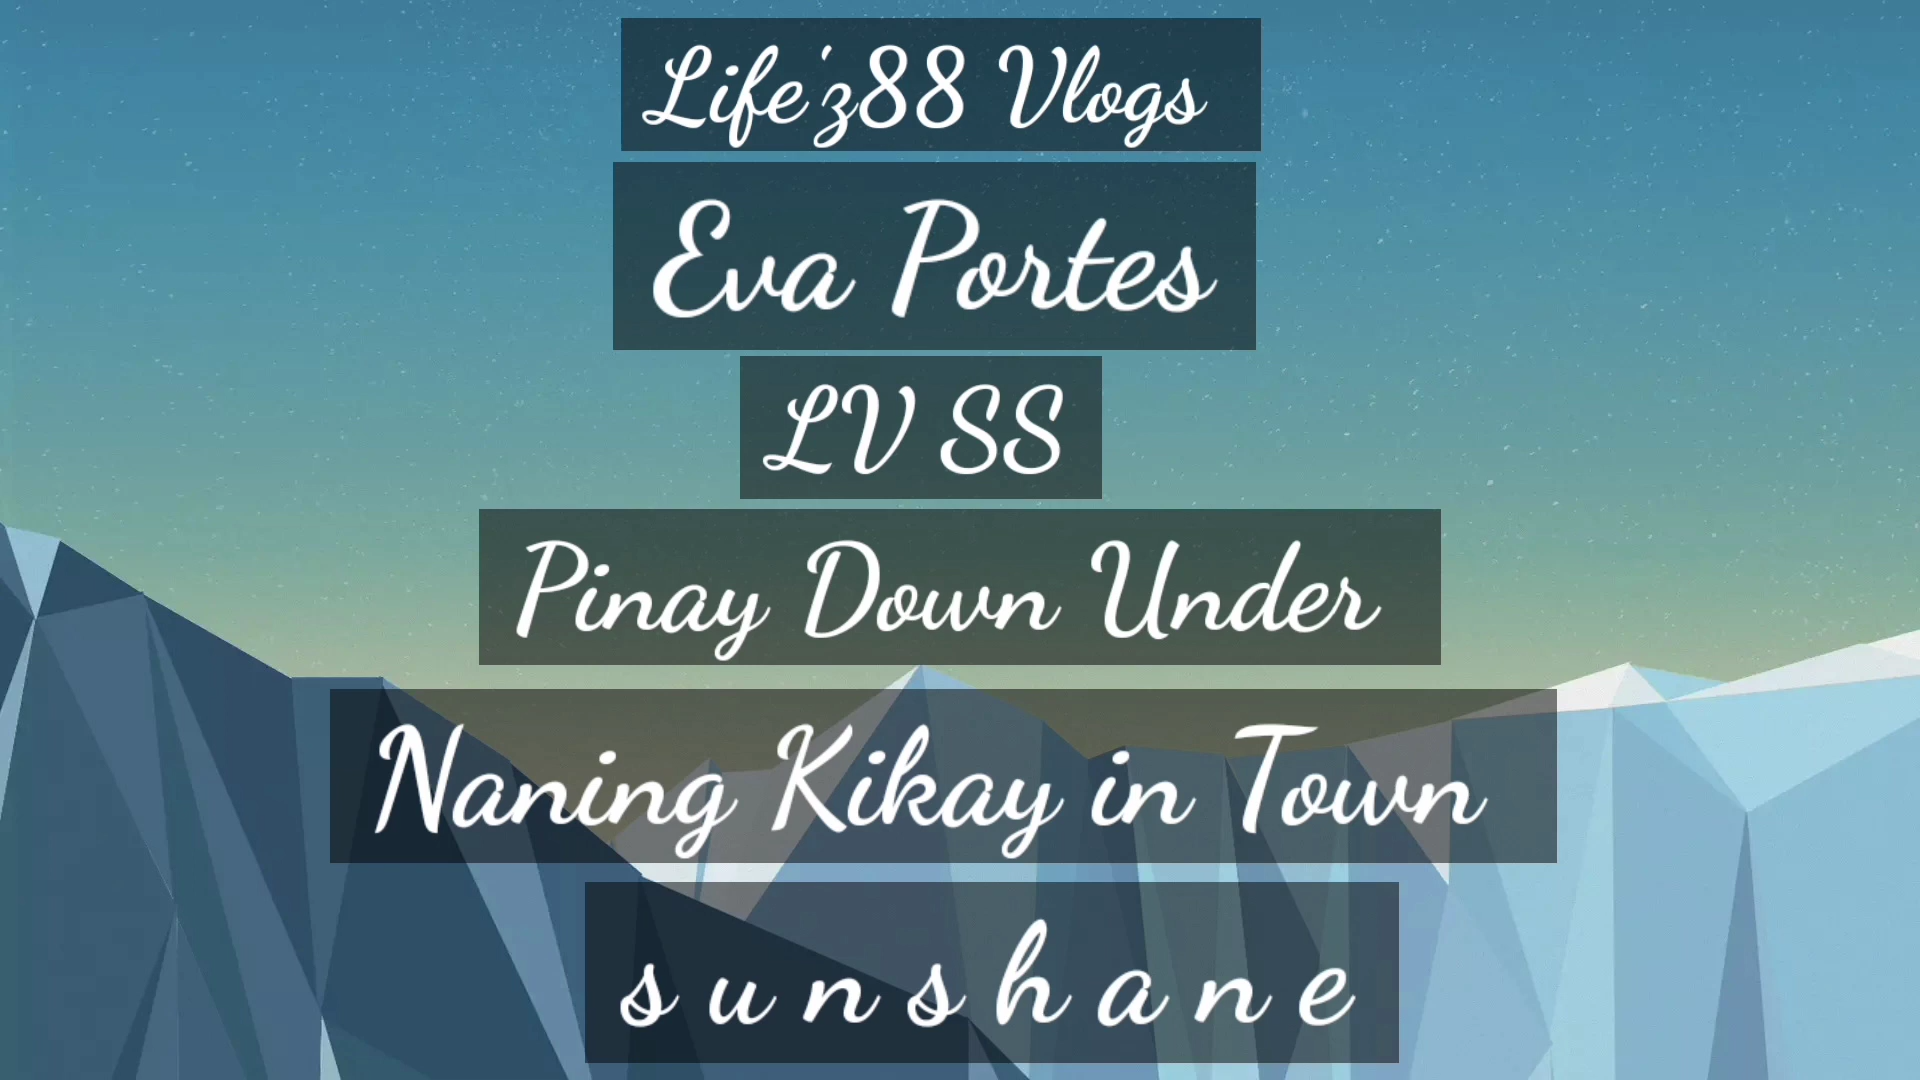 Life'z88 Vlogs
Eva Portes
LV SS
Pinay Down Under
Naning Kikay in Town
s u n s h a n e